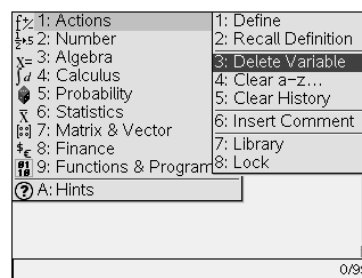 1: Actions
2: Number
3: Algebra
4: Calculus
5: Probability
6: Statistics
7: Matrix & Vector
8: Finance
9: Functions & Program
A: Hints
1: Define
2: Recall Definition
3: Delete Variable
4: Clear a-z...
5: Clear History
6: Insert Comment
7: Library
8: Lock
0/99